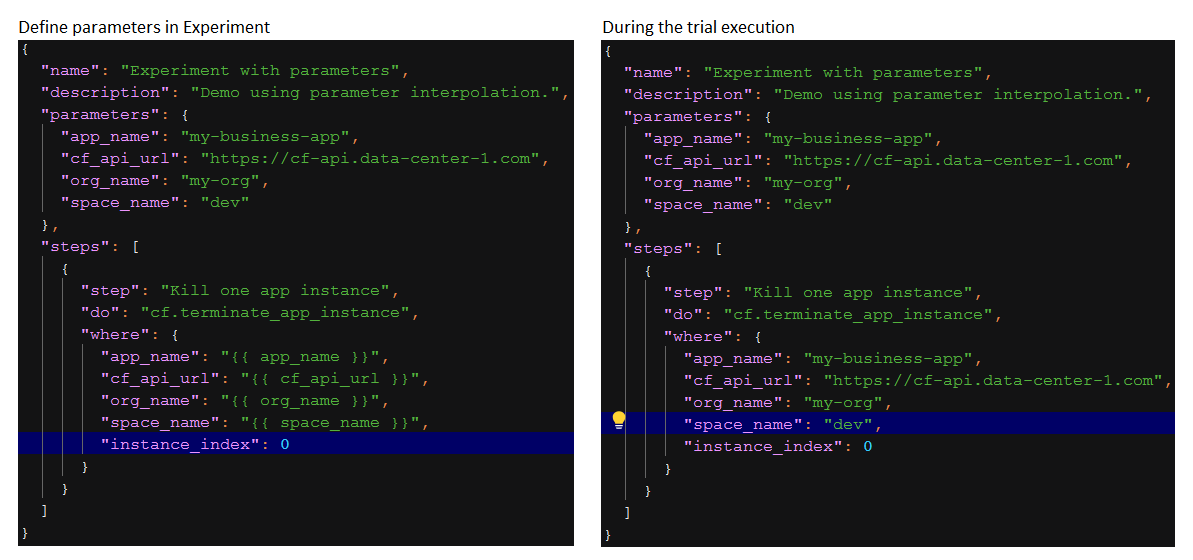 Define parameters in Experiment
{
"name": "Experiment with parameters",
"description": "Demo using parameter interpolation.",
"parameters": {
"app_name": "my-business-app",
"cf_api_url": "https://cf-api.data-center-1.com",
"org_name": "my-org",
"space_name": "dev"
},
"steps": [
{
"step": "Kill one app instance",
"do": "cf.terminate_app_instance",
"where": {
"app_name": "{{ app_name }}",
"cf_api_url": "{{ cf_api_url }}",
"org_name": "{{ org_name }}",
"space_name": "{{ space_name }}",
"instance_index": 0
}
}
]
}
During the trial execution
{
"name": "Experiment with parameters",
"description": "Demo using parameter interpolation.",
"parameters": {
"app_name": "my-business-app",
"cf_api_url": "https://cf-api.data-center-1.com",
"org_name": "my-org",
"space_name": "dev"
},
"steps": [
{
"step": "Kill one app instance",
"do": "cf.terminate_app_instance",
"where": {
"app_name": "my-business-app",
"cf_api_url": "https://cf-api.data-center-1.com",
"org_name": "my-org",
"space_name": "dev",
"instance_index": 0
}
}
]
}